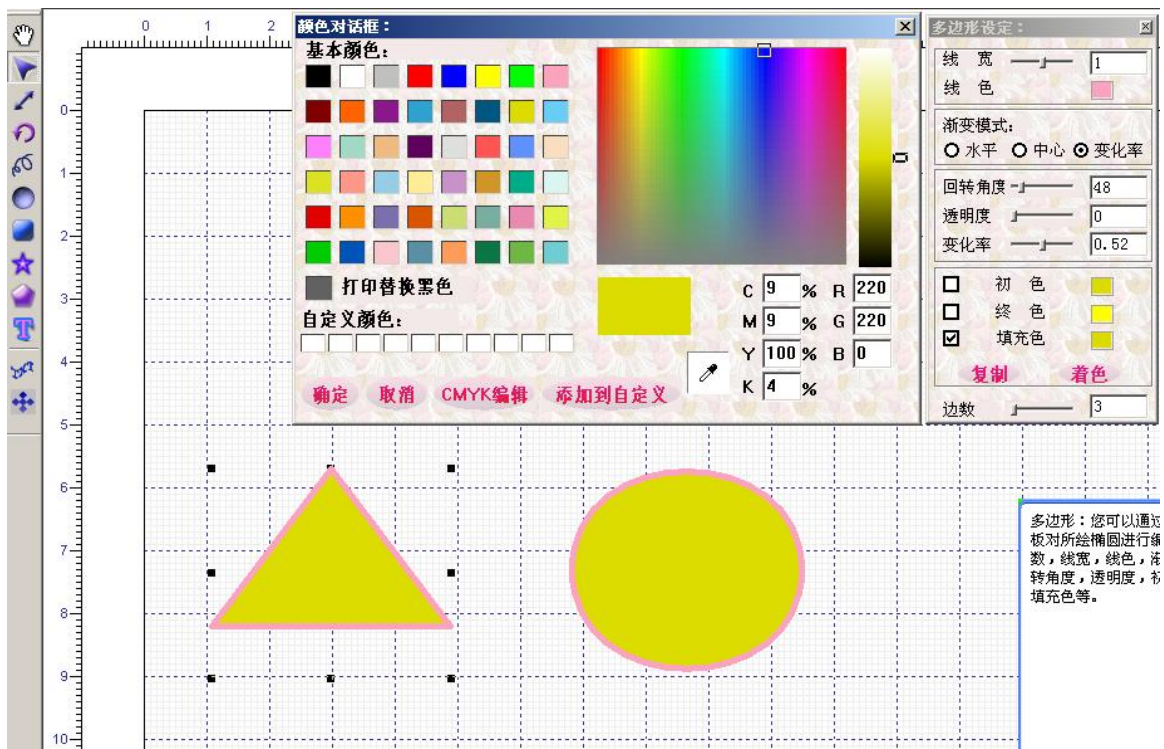 0 1 2
颜色对话框：
基本颜色：
打印替换黑色
自定义颜色：
C 9 % R 220
M 9 % G 220
Y 100 % B 0
K 4 %
确定 取消 CMYK编辑 添加到自定义
多边形设定：
线 宽 1
线 色
渐变模式：
水平 中心 变化率
回转角度 48
透明度 0
变化率 0.52
初 色
终 色
填充色
复制 着色
边数 3
0
1
2
3
4
5
6
7
8
9
10
多边形：您可以通过
板对所绘椭圆进行编
数，线宽，线色，渐
转角度，透明度，初
填充色等。